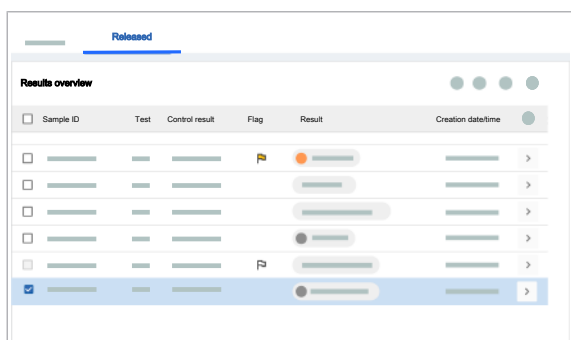 Released
Results overview
Sample ID Test Control result Flag Result Creation date/time